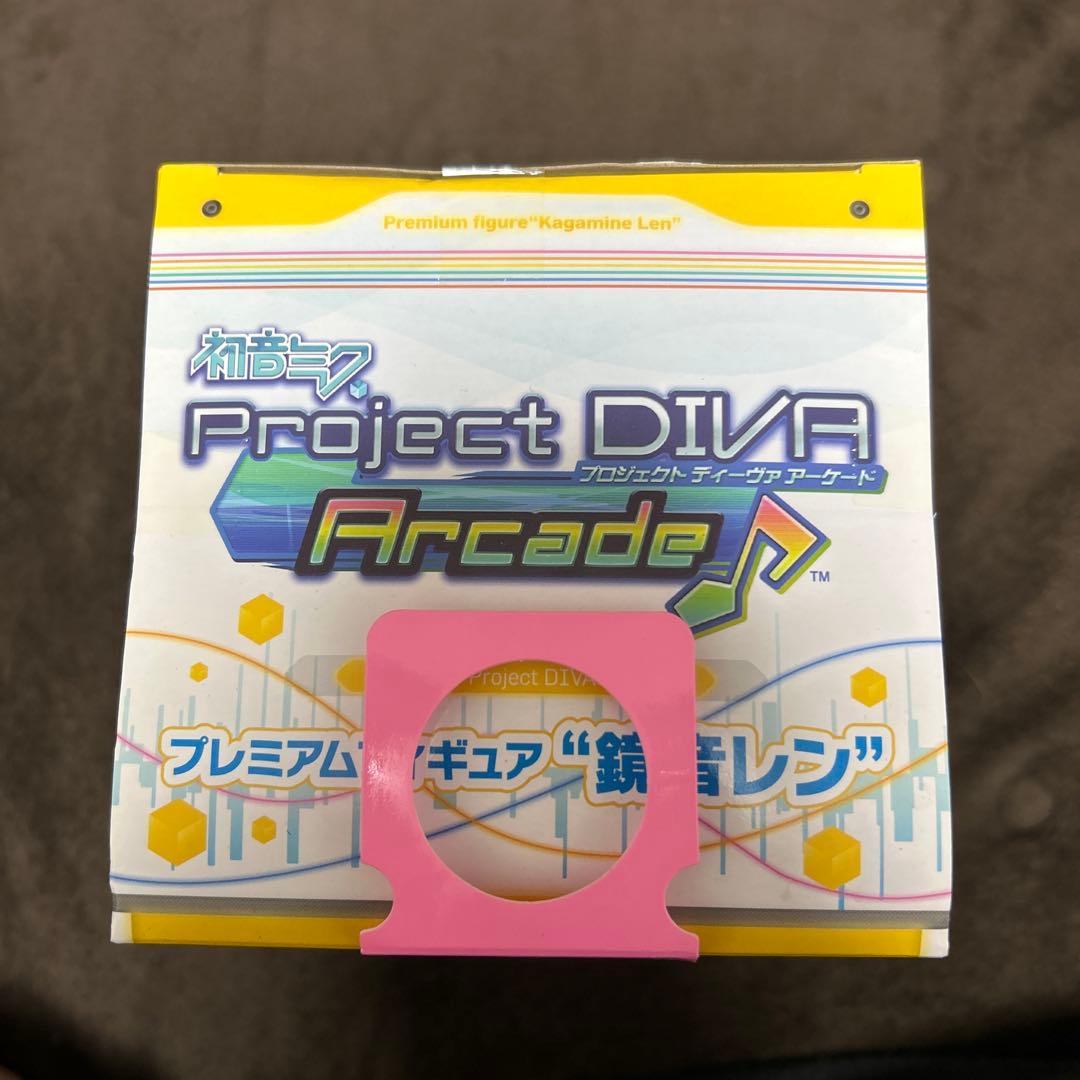 Premium figure“Kagamine Len”
初音ミク
Project DIVA
プロジェクト ディーヴァ アーケード
Arcade
TM
Project DIVA
プレミアムフィギュア“鏡音レン”